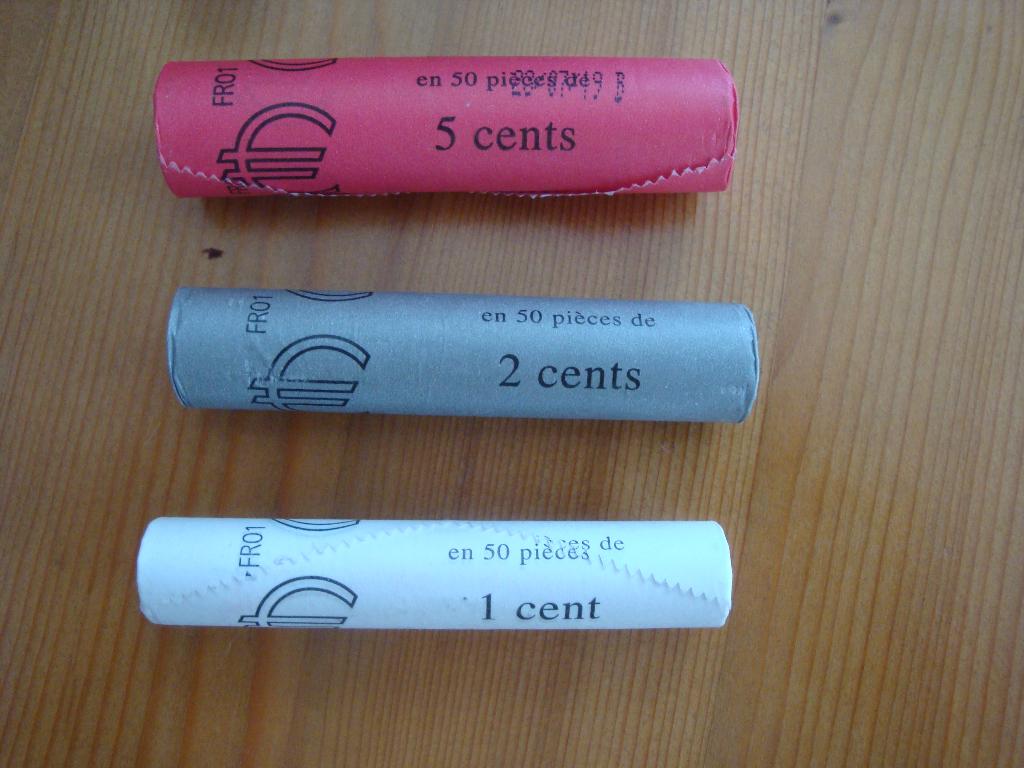 FR01
en 50 pièces de
5 cents
FR01
en 50 pièces de
2 cents
FR01
en 50 pièces de
1 cent